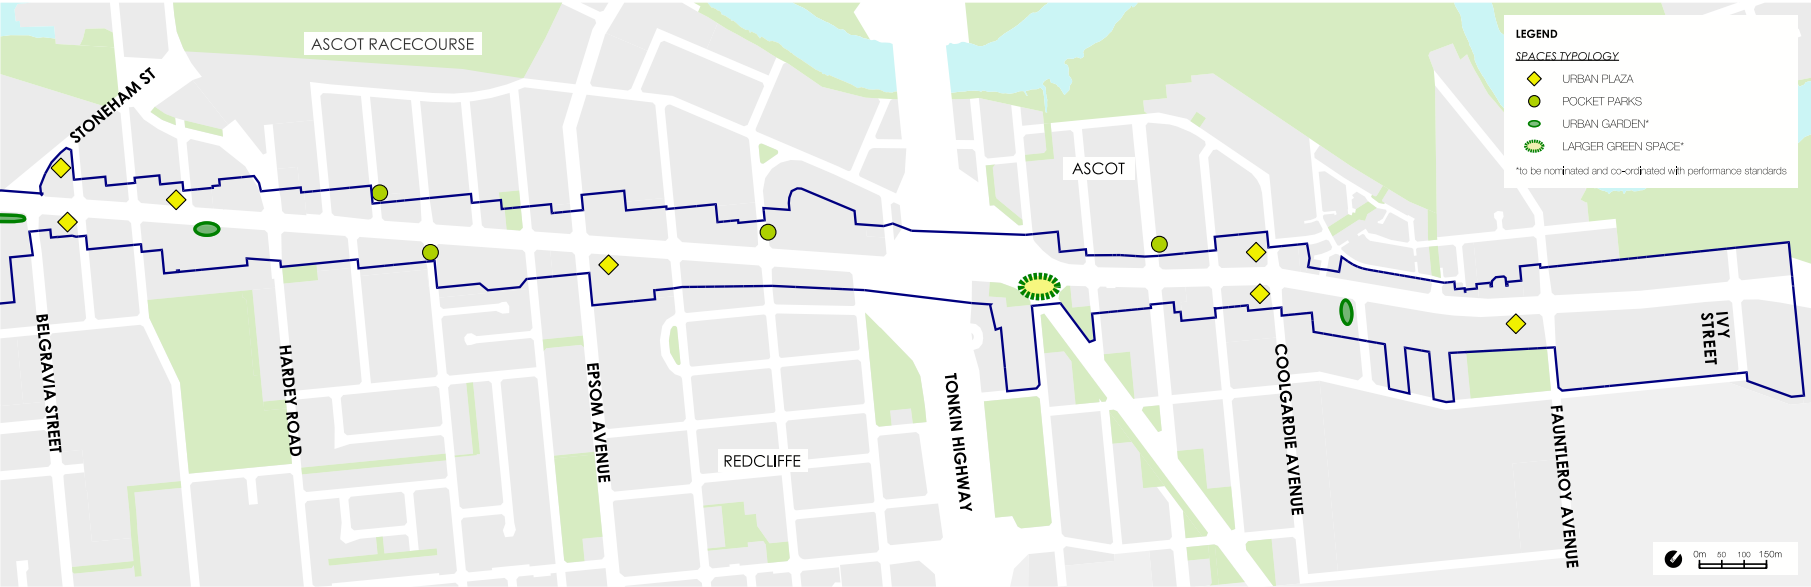 ASCOT RACECOURSE
STONEHAM ST
ASCOT
LEGEND
SPACES TYPOLOGY
URBAN PLAZA
POCKET PARKS
URBAN GARDEN*
LARGER GREEN SPACE*
*to be nominated and co-ordinated with performance standards
BELGRAVIA STREET
HARDEY ROAD
EPSOM AVENUE
REDCLIFFE
TONKIN HIGHWAY
COOLGARDIE AVENUE
FAUNTLEROY AVENUE
IVY
STREET
0m 50 100 150m